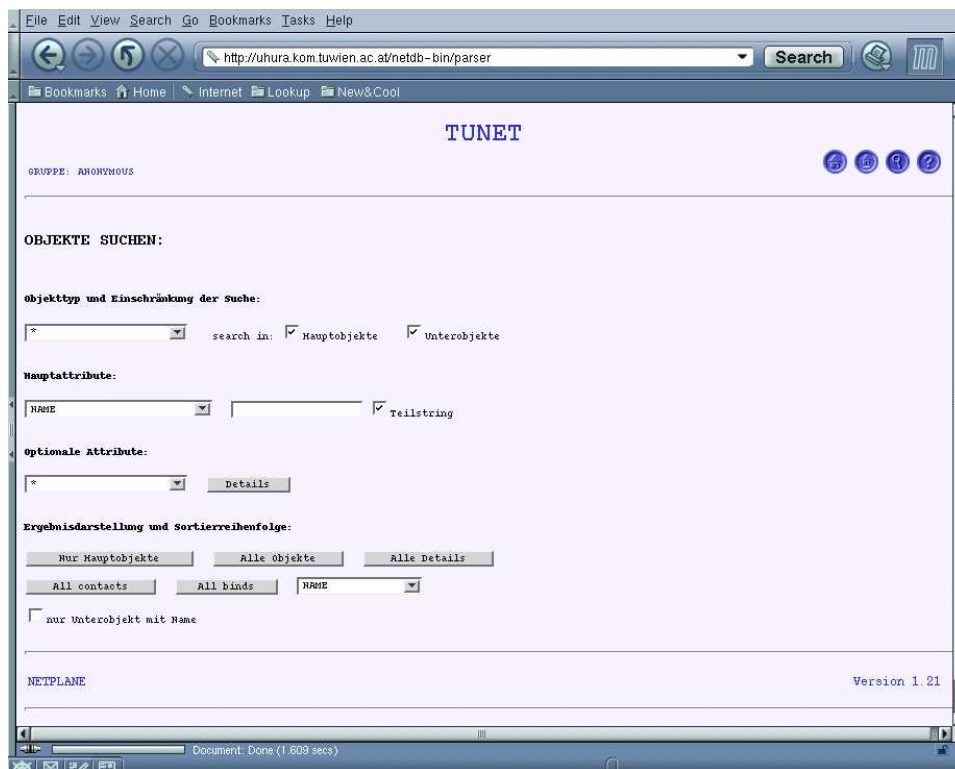 File Edit View Search Go Bookmarks Tasks Help
http://uhura.kom.tuwien.ac.at/netdb-bin/parser Search
Bookmarks Home Internet Lookup New&Cool
TUNET
GRUPPE: ANONYMOUS
OBJEKTE SUCHEN:
Objekttyp und Einschränkung der Suche:
* search in: Hauptobjekte Unterobjekte
Hauptattribute:
NAME Teilstring
Optionale Attribute:
* Details
Ergebnisdarstellung und Sortierreihenfolge:
Nur Hauptobjekte Alle Objekte Alle Details
All contacts All binds NAME
nur Unterobjekt mit Name
NETPLANE Version 1.21
Document: Done (1.609 secs)